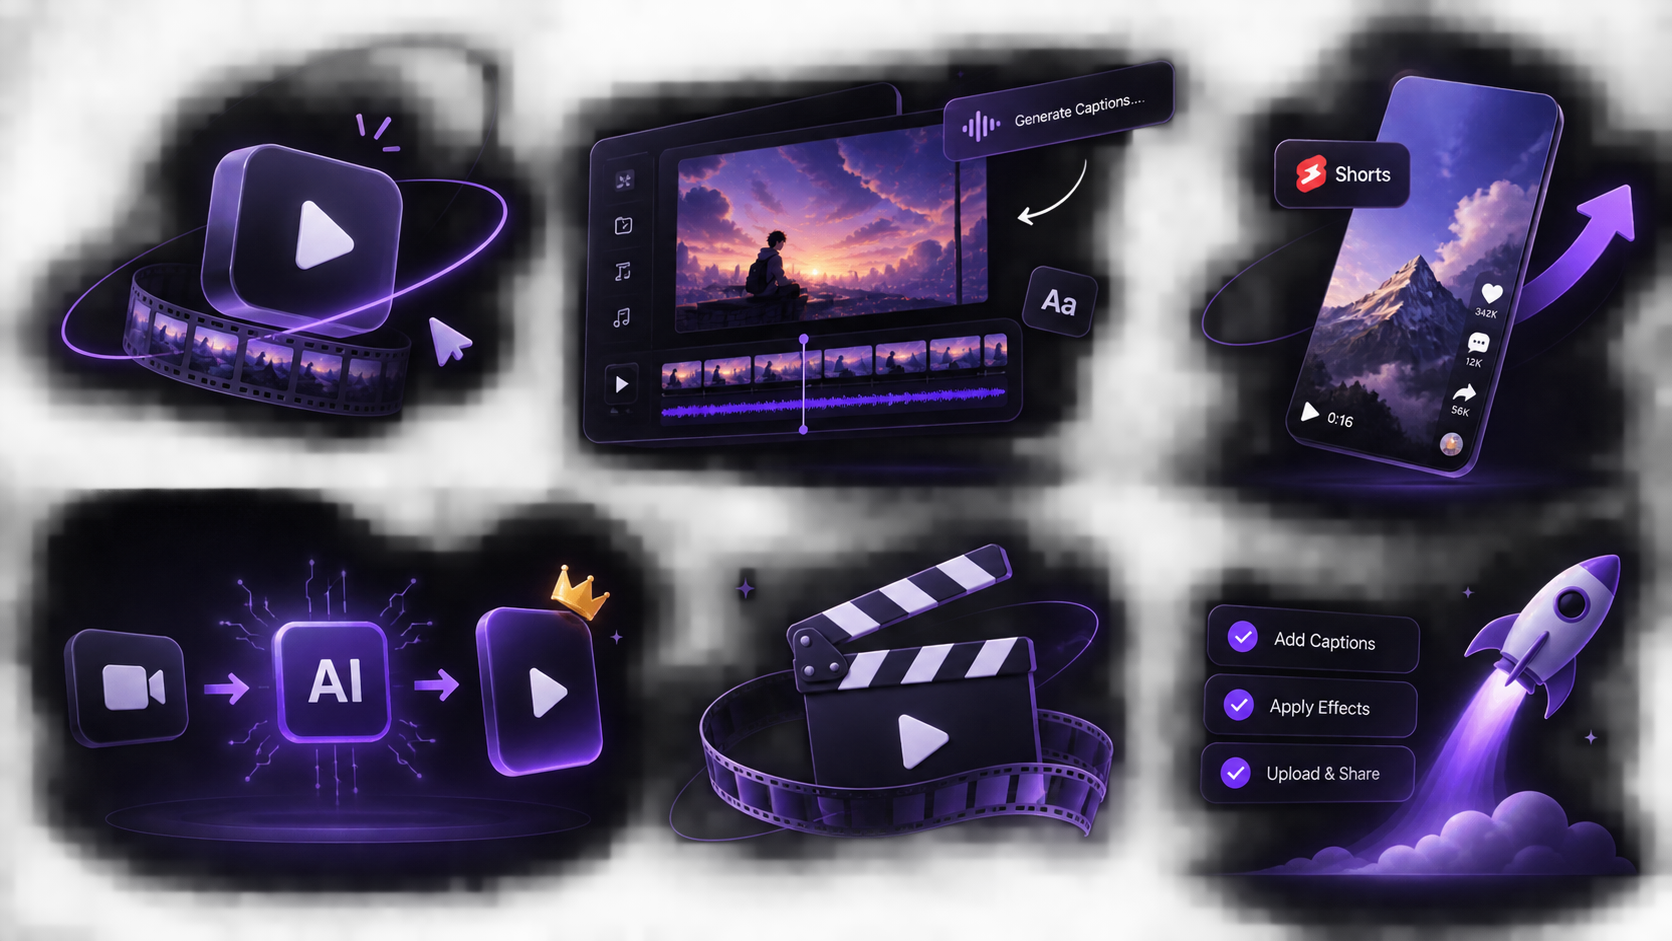 Generate Captions....
Aa
Shorts
342K
12K
56K
0:16
AI
Add Captions
Apply Effects
Upload & Share